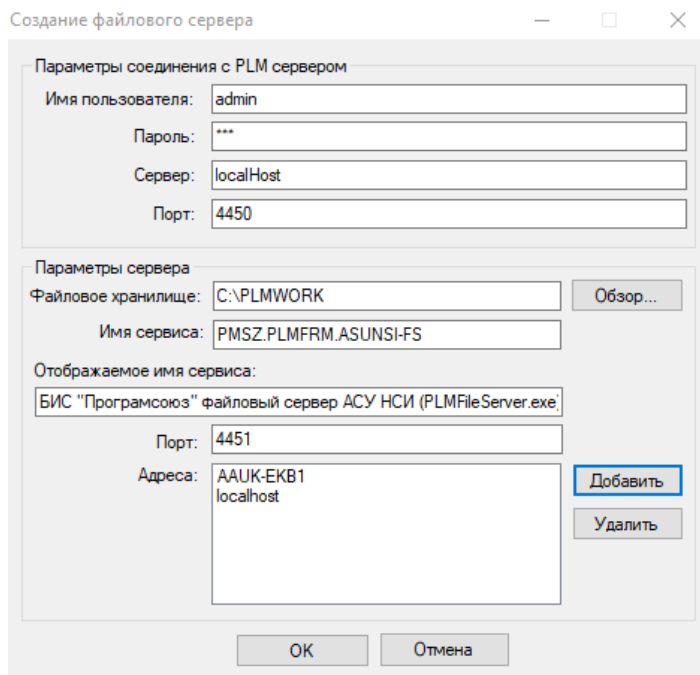 Создание файлового сервера
Параметры соединения с PLM сервером
Имя пользователя: admin
Пароль: ***
Сервер: localHost
Порт: 4450
Параметры сервера
Файловое хранилище: C:\PLMWORK Обзор...
Имя сервиса: PMSZ.PLMFRM.ASUNSI-FS
Отображаемое имя сервиса:
БИС "Програмсоюз" файловый сервер АСУ НСИ (PLMFileServer.exe)
Порт: 4451
Адреса: AAUK-EKB1 Добавить
localhost
Удалить
OK Отмена